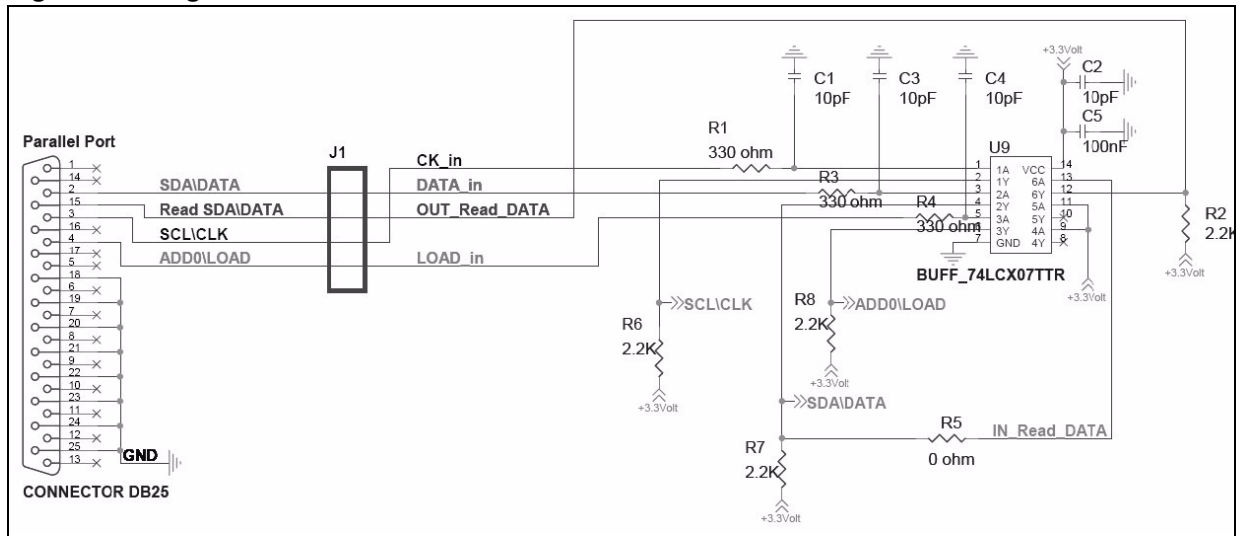 +3.3Volt
C1
10pF
C3
10pF
C4
10pF
C2
10pF
C5
100nF
Parallel Port
J1
R1
330 ohm
U9
1
14
2
15
3
16
4
17
5
18
6
19
7
20
8
21
9
22
10
23
11
24
12
25
13
SDA\DATA
Read SDA\DATA
SCL\CLK
ADD0\LOAD
CK_in
DATA_in
OUT_Read_DATA
LOAD_in
R3
330 ohm
R4
330 ohm
1 1A VCC 14
2 1Y 6A 13
3 2A 6Y 12
4 2Y 5A 11
5 3A 5Y 10
6 3Y 4A 9
7 GND 4Y 8
BUFF_74LCX07TTR
R2
2.2K
+3.3Volt
+3.3Volt
SCL\CLK
R6
2.2K
+3.3Volt
R8
2.2K
ADD0\LOAD
+3.3Volt
SDA\DATA
R5
0 ohm
IN_Read_DATA
R7
2.2K
+3.3Volt
GND
CONNECTOR DB25